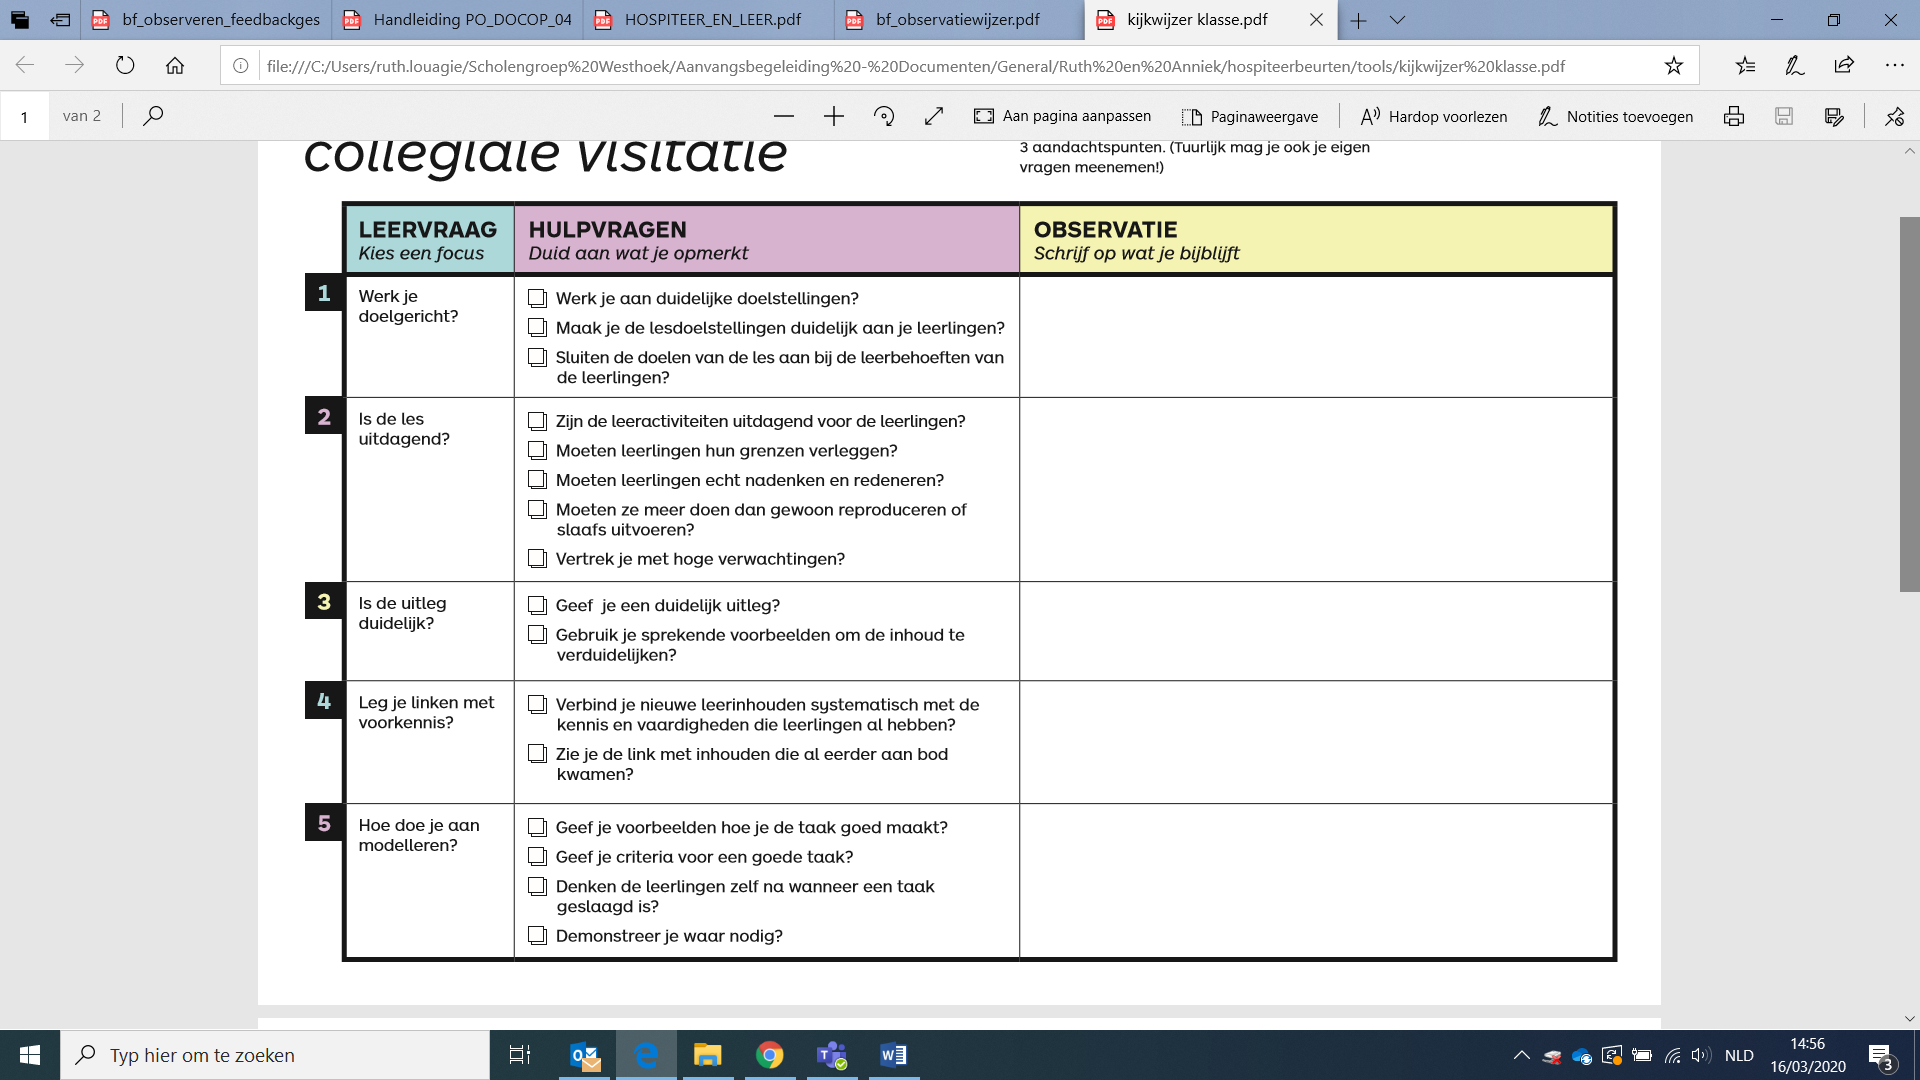 bf_observeren_feedbackges
Handleiding PO_DOCOP_04
HOSPITEER_EN_LEER.pdf
bf_observatiewijzer.pdf
kijkwijzer klasse.pdf
file:///C:/Users/ruth.louagie/Scholengroep%20Westhoek/Aanvangsbegeleiding%20-%20Documenten/General/Ruth%20en%20Anniek/hospiteerbeurten/tools/kijkwijzer%20klasse.pdf
1 van 2
Aan pagina aanpassen
Paginaweergave
Hardop voorlezen
Notities toevoegen
collegiale visitatie
3 aandachtspunten. (Tuurlijk mag je ook je eigen
vragen meenemen!)
LEERVRAAG
Kies een focus
HULPVRAGEN
Duid aan wat je opmerkt
OBSERVATIE
Schrijf op wat je bijblijft
1
Werk je
doelgericht?
Werk je aan duidelijke doelstellingen?
Maak je de lesdoelstellingen duidelijk aan je leerlingen?
Sluiten de doelen van de les aan bij de leerbehoeften van
de leerlingen?
2
Is de les
uitdagend?
Zijn de leeractiviteiten uitdagend voor de leerlingen?
Moeten leerlingen hun grenzen verleggen?
Moeten leerlingen echt nadenken en redeneren?
Moeten ze meer doen dan gewoon reproduceren of
slaafs uitvoeren?
Vertrek je met hoge verwachtingen?
3
Is de uitleg
duidelijk?
Geef je een duidelijk uitleg?
Gebruik je sprekende voorbeelden om de inhoud te
verduidelijken?
4
Leg je linken met
voorkennis?
Verbind je nieuwe leerinhouden systematisch met de
kennis en vaardigheden die leerlingen al hebben?
Zie je de link met inhouden die al eerder aan bod
kwamen?
5
Hoe doe je aan
modelleren?
Geef je voorbeelden hoe je de taak goed maakt?
Geef je criteria voor een goede taak?
Denken de leerlingen zelf na wanneer een taak
geslaagd is?
Demonstreer je waar nodig?
Typ hier om te zoeken
NLD
14:56
16/03/2020
3